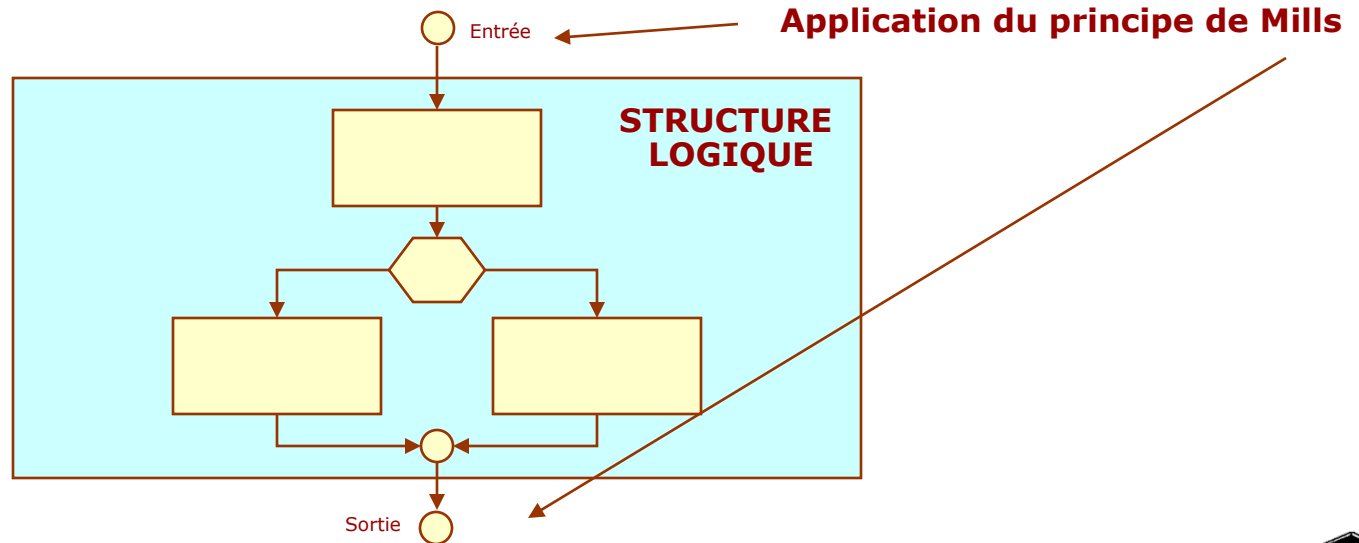 Application du principe de Mills
Entrée
STRUCTURE
LOGIQUE
Sortie